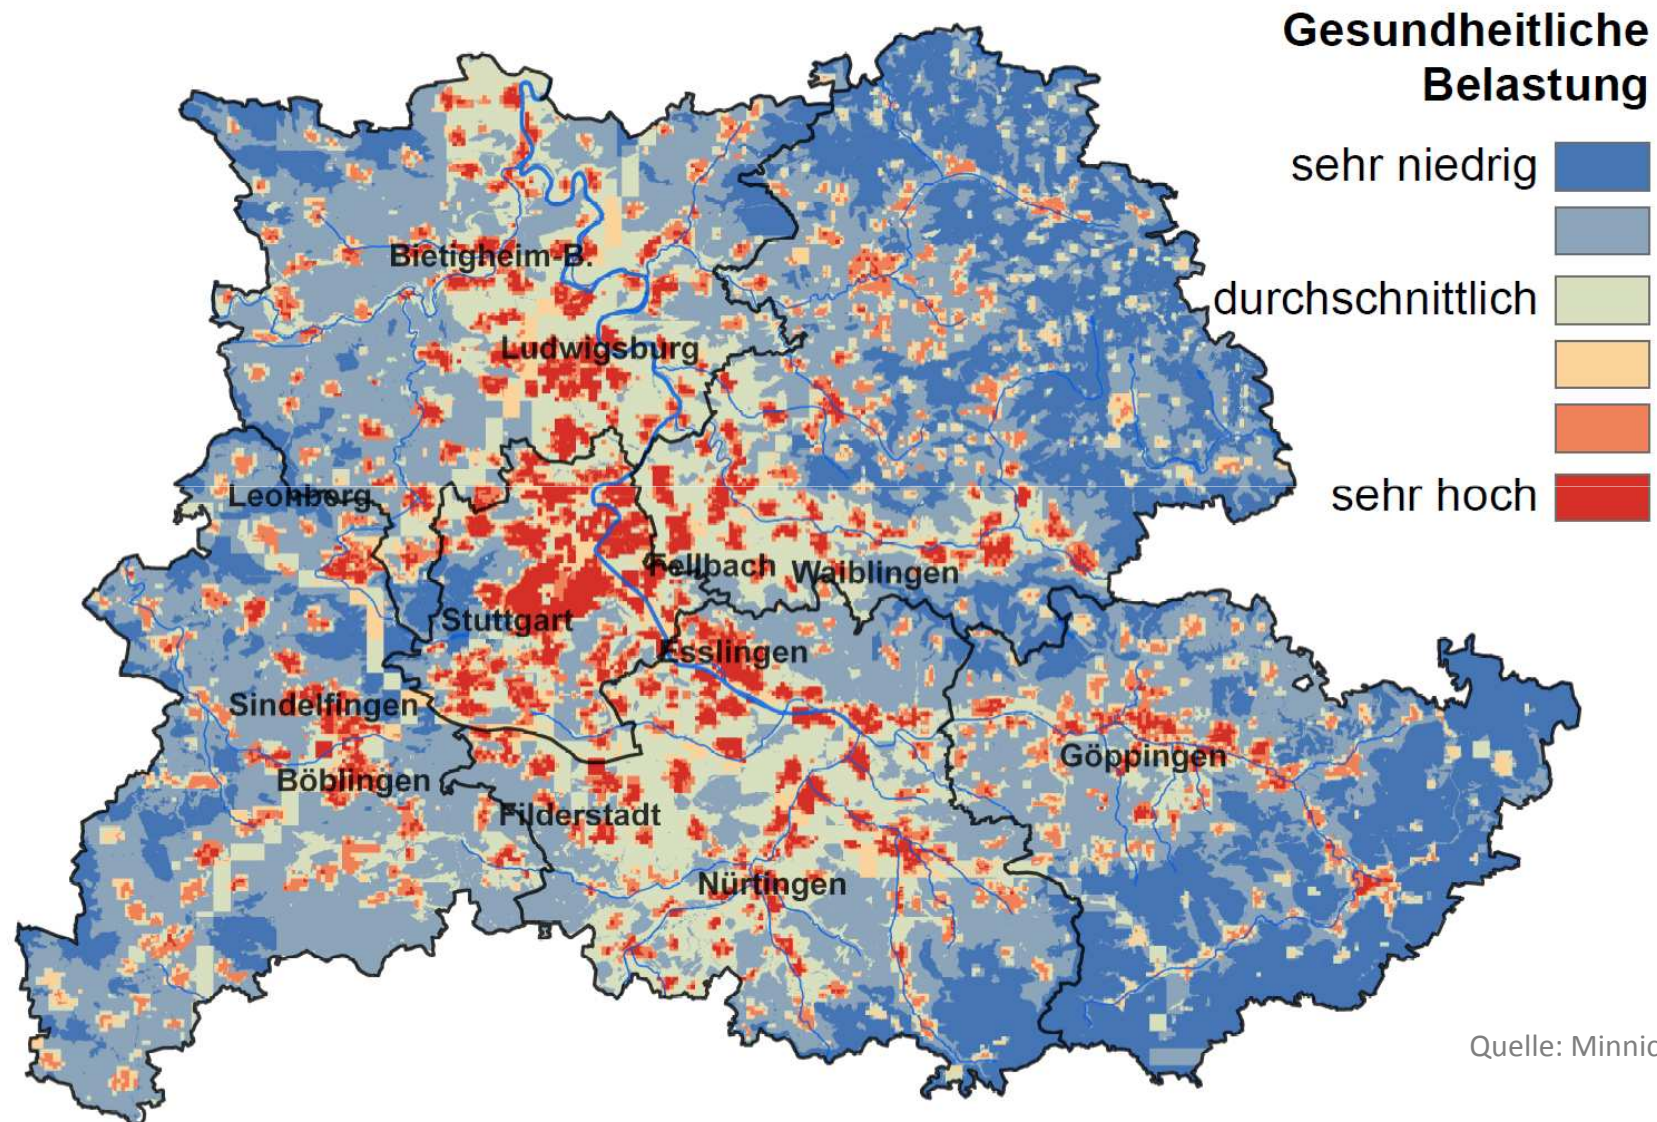 Gesundheitliche
Belastung
sehr niedrig
durchschnittlich
sehr hoch
Bietigheim-B.
Ludwigsburg
Leonberg
Fellbach
Waiblingen
Stuttgart
Esslingen
Sindelfingen
Göppingen
Böblingen
Filderstadt
Nürtingen
Quelle: